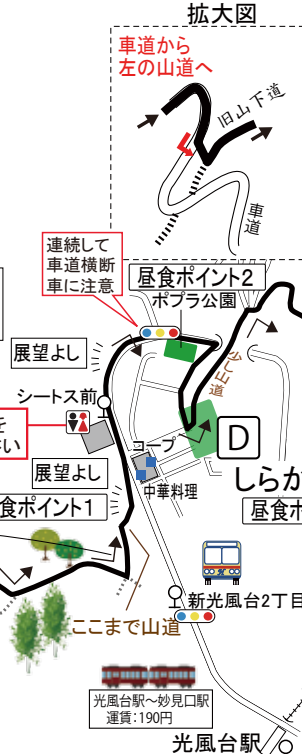 拡大図
車道から
左の山道へ
旧山下道
車道
連続して
車道横断
車に注意
昼食ポイント2
ポプラ公園
展望よし
少し山道
シートス前
を
い
コープ
D
展望よし
中華料理
しらか
食ポイント1
昼食ポ
新光風台2丁目
ここまで山道
光風台駅～妙見口駅
運賃:190円
光風台駅